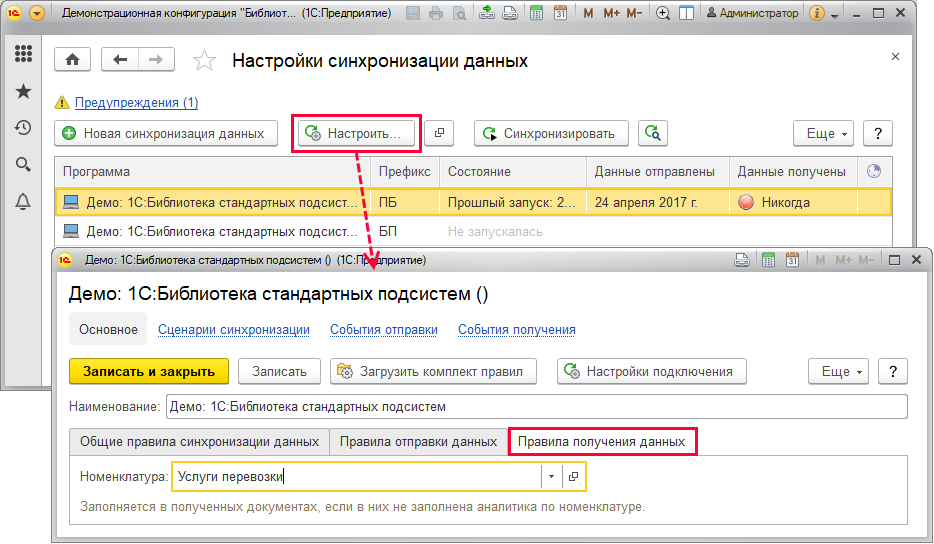 Демонстрационная конфигурация "Библиот... (1С:Предприятие) M M+ M- Администратор
Настройки синхронизации данных
Предупреждения (1)
Новая синхронизация данных Настроить... Синхронизировать Еще ?
Программа Префикс Состояние Данные отправлены Данные получены
Демо: 1С:Библиотека стандартных подсист... ПБ Прошлый запуск: 2... 24 апреля 2017 г. Никогда
Демо: 1С:Библиотека стандартных подсист... БП Не запускалась
Демо: 1С:Библиотека стандартных подсистем () (1С:Предприятие) M M+ M-
Демо: 1С:Библиотека стандартных подсистем ()
Основное Сценарии синхронизации События отправки События получения
Записать и закрыть Записать Загрузить комплект правил Настройки подключения Еще ?
Наименование: Демо: 1С:Библиотека стандартных подсистем
Общие правила синхронизации данных Правила отправки данных Правила получения данных
Номенклатура: Услуги перевозки
Заполняется в полученных документах, если в них не заполнена аналитика по номенклатуре.